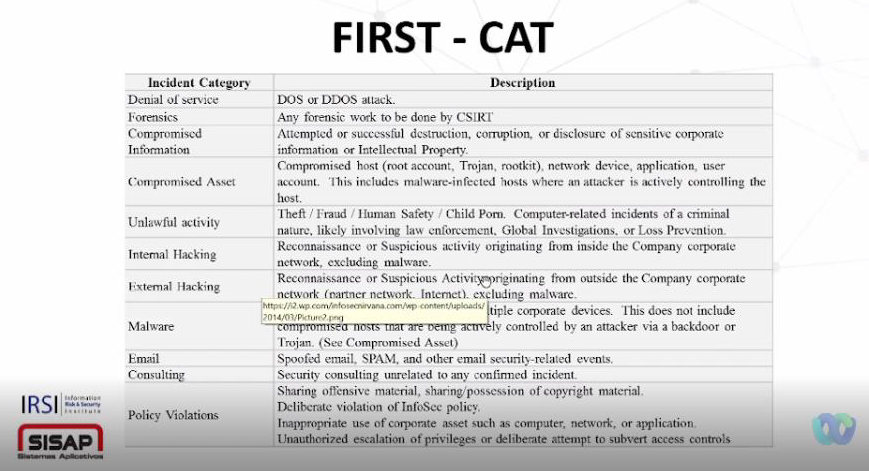 FIRST - CAT
Incident Category Description
Denial of service DOS or DDOS attack.
Forensics Any forensic work to be done by CSIRT
Compromised Attempted or successful destruction, corruption, or disclosure of sensitive corporate
Information information or Intellectual Property.
Compromised host (root account, Trojan, rootkit), network device, application, user
Compromised Asset account. This includes malware-infected hosts where an attacker is actively controlling the
host.
Unlawful activity Theft / Fraud / Human Safety / Child Porn. Computer-related incidents of a criminal
nature, likely involving law enforcement, Global Investigations, or Loss Prevention.
Internal Hacking Reconnaissance or Suspicious activity originating from inside the Company corporate
network, excluding malware.
External Hacking Reconnaissance or Suspicious Activity originating from outside the Company corporate
network (partner network, Internet), excluding malware.
https://i2.wp.com/infosecnirvana.com/wp-content/uploads/
2014/03/Picture2.png
tiple corporate devices. This does not include
Malware compromised hosts that are being actively controlled by an attacker via a backdoor or
Trojan. (See Compromised Asset)
Email Spoofed email, SPAM, and other email security-related events.
Consulting Security consulting unrelated to any confirmed incident.
Sharing offensive material, sharing/possession of copyright material.
Policy Violations Deliberate violation of InfoSec policy.
Inappropriate use of corporate asset such as computer, network, or application.
Unauthorized escalation of privileges or deliberate attempt to subvert access controls
IRSI Information
Risk & Security
Institute
SISAP
Sistemas Aplicativos